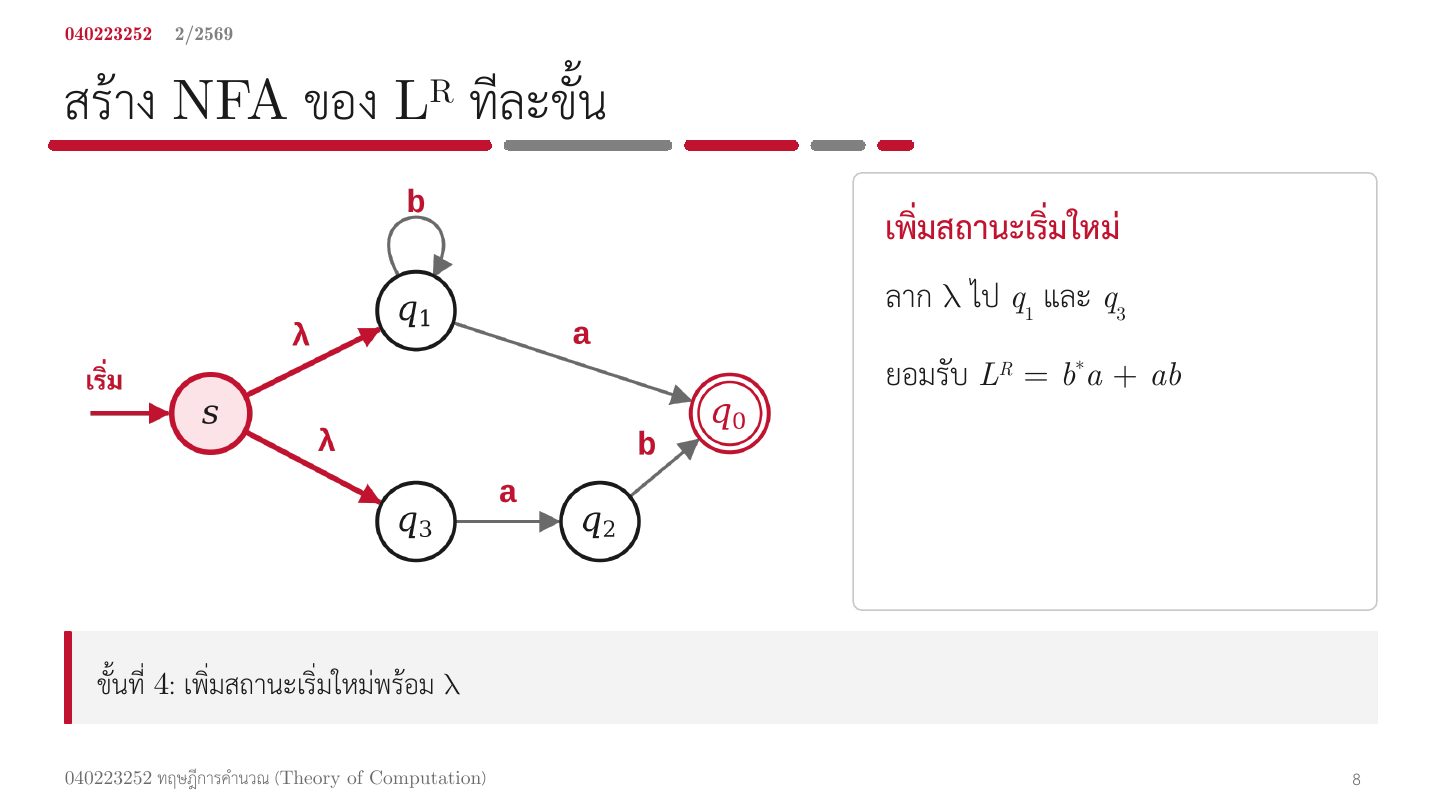 040223252 2/2569
สร้าง NFA ของ Lᴿ ทีละขั้น
b
q₁
λ
a
เริ่ม
s
q₀
λ
b
a
q₃
q₂
เพิ่มสถานะเริ่มใหม่
ลาก λ ไป q₁ และ q₃
ยอมรับ Lᴿ = b*a + ab
ขั้นที่ 4: เพิ่มสถานะเริ่มใหม่พร้อม λ
040223252 ทฤษฎีการคำนวณ (Theory of Computation)
8